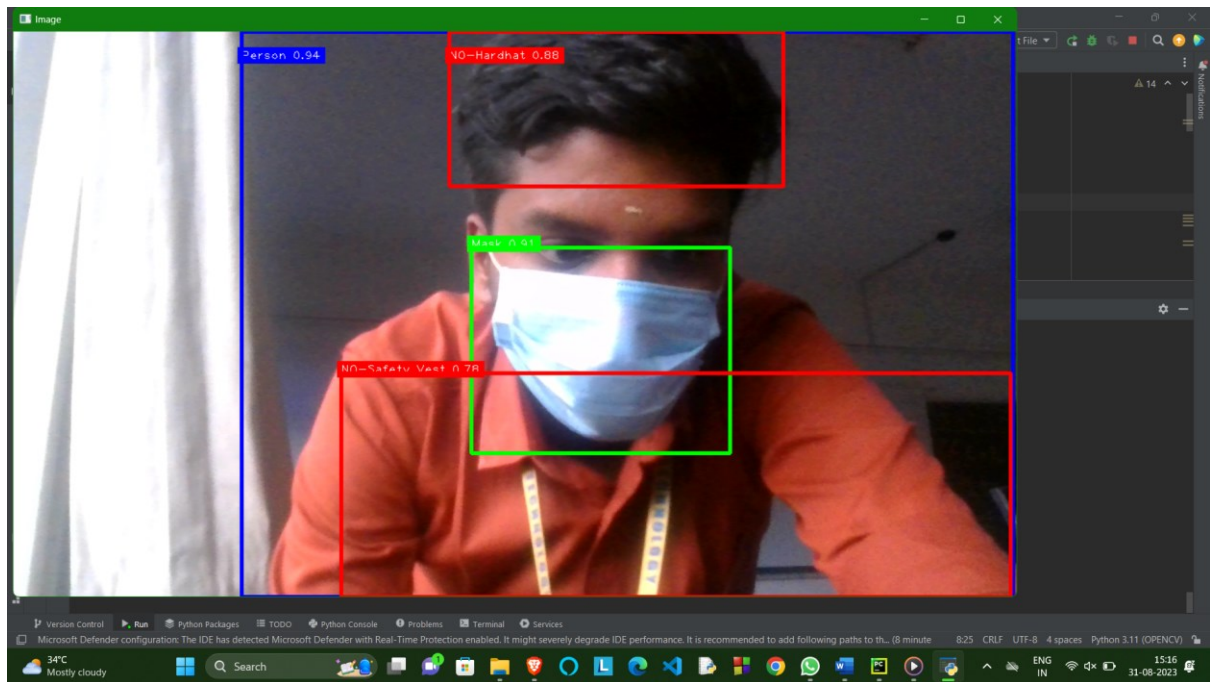 Image
Person 0.94
NO-Hardhat 0.88
Mask 0.91
NO-Safety Vest 0.78
t File
14
Notifications
Version Control
Run
Python Packages
TODO
Python Console
Problems
Terminal
Services
Microsoft Defender configuration: The IDE has detected Microsoft Defender with Real-Time Protection enabled. It might severely degrade IDE performance. It is recommended to add following paths to th... (8 minute
8:25 CRLF UTF-8 4 spaces Python 3.11 (OPENCV)
34°C
Mostly cloudy
Search
ENG
IN
15:16
31-08-2023